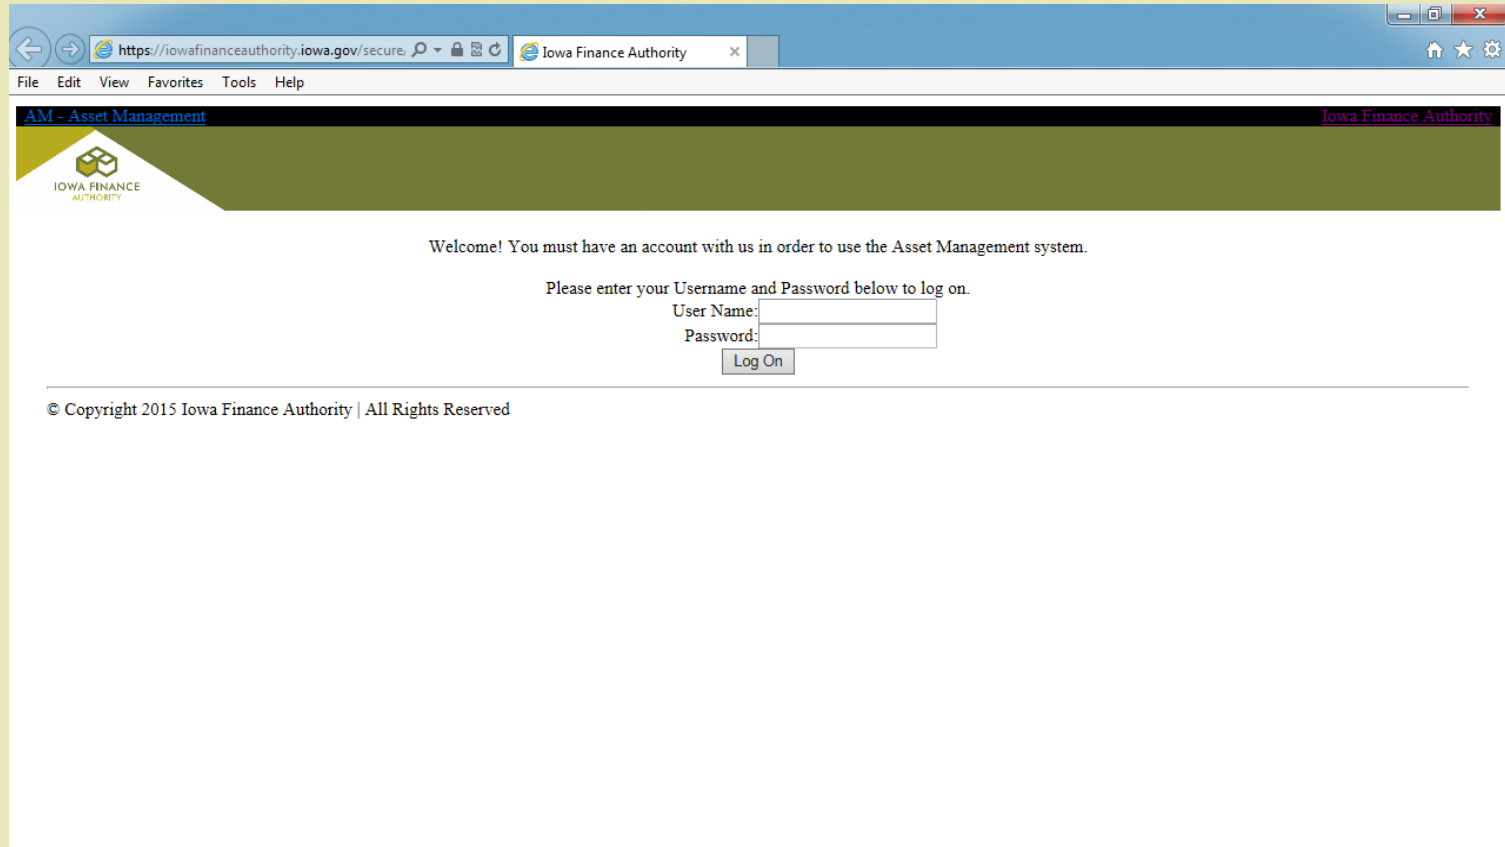 https://iowafinanceauthority.iowa.gov/secure/
Iowa Finance Authority
File Edit View Favorites Tools Help
AM - Asset Management
Iowa Finance Authority
IOWA FINANCE
AUTHORITY
Welcome! You must have an account with us in order to use the Asset Management system.
Please enter your Username and Password below to log on.
User Name:
Password:
Log On
© Copyright 2015 Iowa Finance Authority | All Rights Reserved